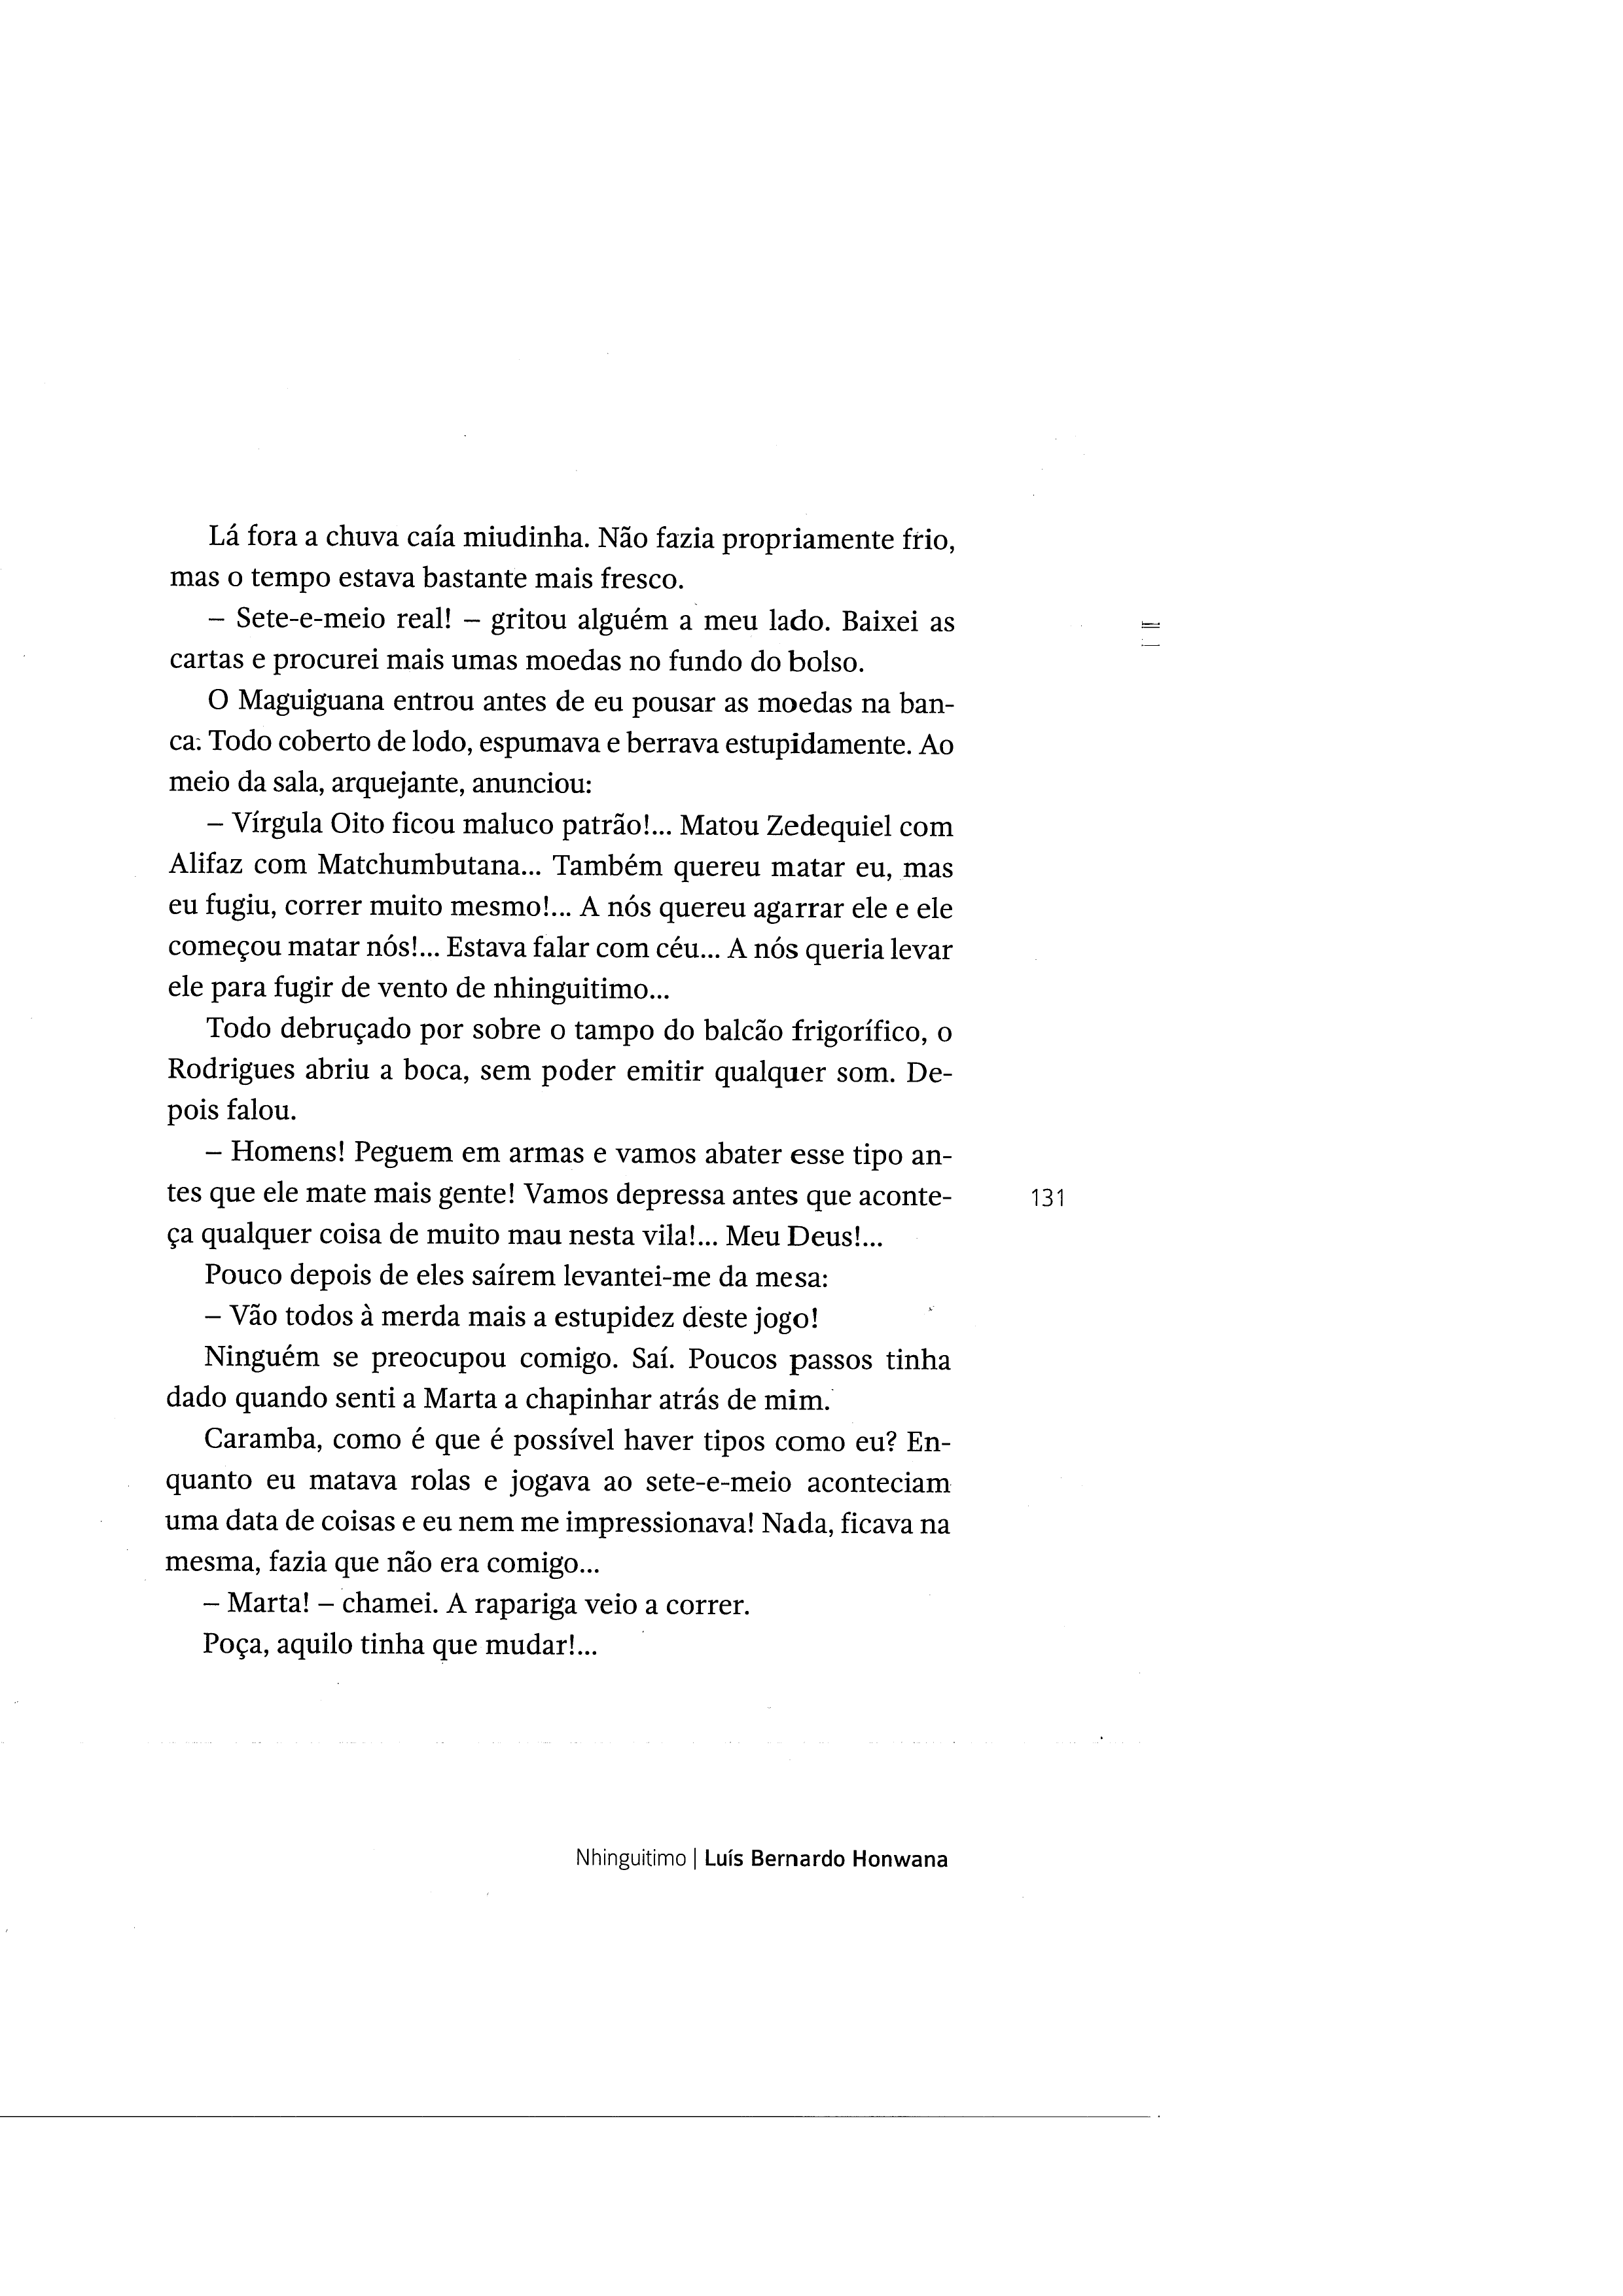 Lá fora a chuva caía miudinha. Não fazia propriamente frio,
mas o tempo estava bastante mais fresco.
– Sete-e-meio real! – gritou alguém a meu lado. Baixei as
cartas e procurei mais umas moedas no fundo do bolso.
O Maguiguana entrou antes de eu pousar as moedas na ban-
ca. Todo coberto de lodo, espumava e berrava estupidamente. Ao
meio da sala, arquejante, anunciou:
– Vírgula Oito ficou maluco patrão!... Matou Zedequiel com
Alifaz com Matchumbutana... Também quereu matar eu, mas
eu fugiu, correr muito mesmo!... A nós quereu agarrar ele e ele
começou matar nós!... Estava falar com céu... A nós queria levar
ele para fugir de vento de nhinguitimo...
Todo debruçado por sobre o tampo do balcão frigorífico, o
Rodrigues abriu a boca, sem poder emitir qualquer som. De-
pois falou.
– Homens! Peguem em armas e vamos abater esse tipo an-
tes que ele mate mais gente! Vamos depressa antes que aconte-
ça qualquer coisa de muito mau nesta vila!... Meu Deus!...
Pouco depois de eles saírem levantei-me da mesa:
– Vão todos à merda mais a estupidez deste jogo!
Ninguém se preocupou comigo. Saí. Poucos passos tinha
dado quando senti a Marta a chapinhar atrás de mim.
Caramba, como é que é possível haver tipos como eu? En-
quanto eu matava rolas e jogava ao sete-e-meio aconteciam
uma data de coisas e eu nem me impressionava! Nada, ficava na
mesma, fazia que não era comigo...
– Marta! – chamei. A rapariga veio a correr.
Poça, aquilo tinha que mudar!...
131
Nhinguitimo | Luís Bernardo Honwana